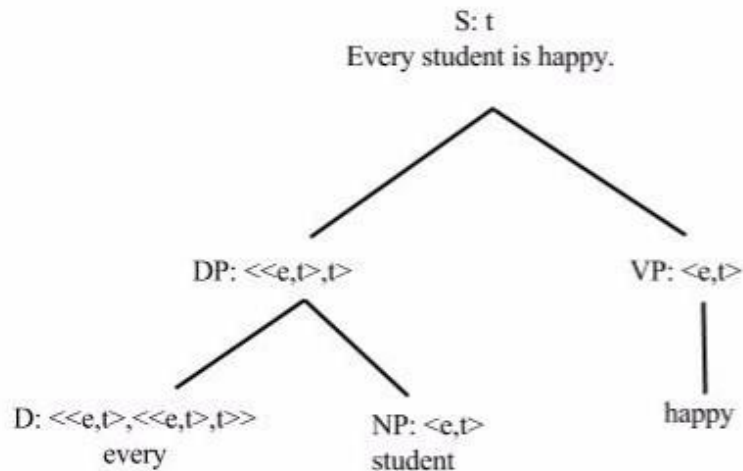 S: t
Every student is happy.
DP: <<e,t>,t>
VP: <e,t>
D: <<e,t>,<<e,t>,t>>
every
NP: <e,t>
student
happy